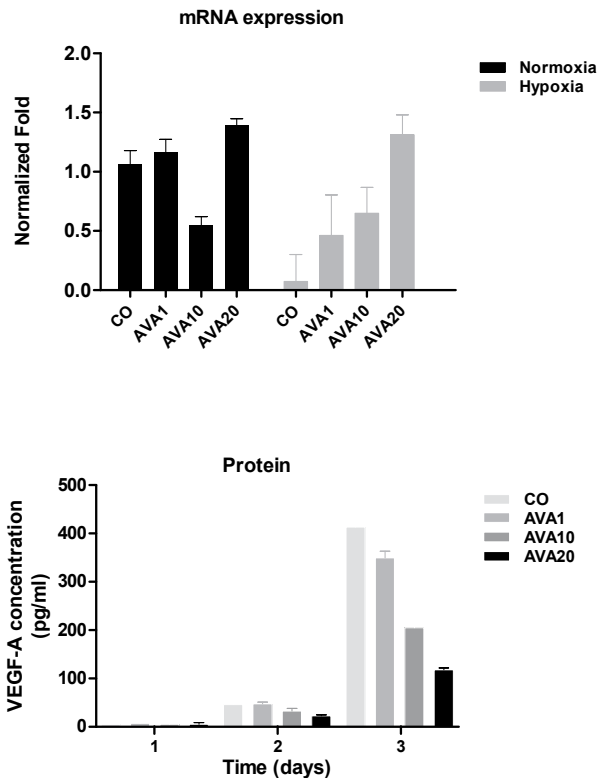 mRNA expression
Normoxia
Hypoxia
Normalized Fold
2.0
1.5
1.0
0.5
0.0
CO
AVA1
AVA10
AVA20
CO
AVA1
AVA10
AVA20
Protein
CO
AVA1
AVA10
AVA20
VEGF-A concentration
(pg/ml)
500
400
300
200
100
0
1
2
3
Time (days)